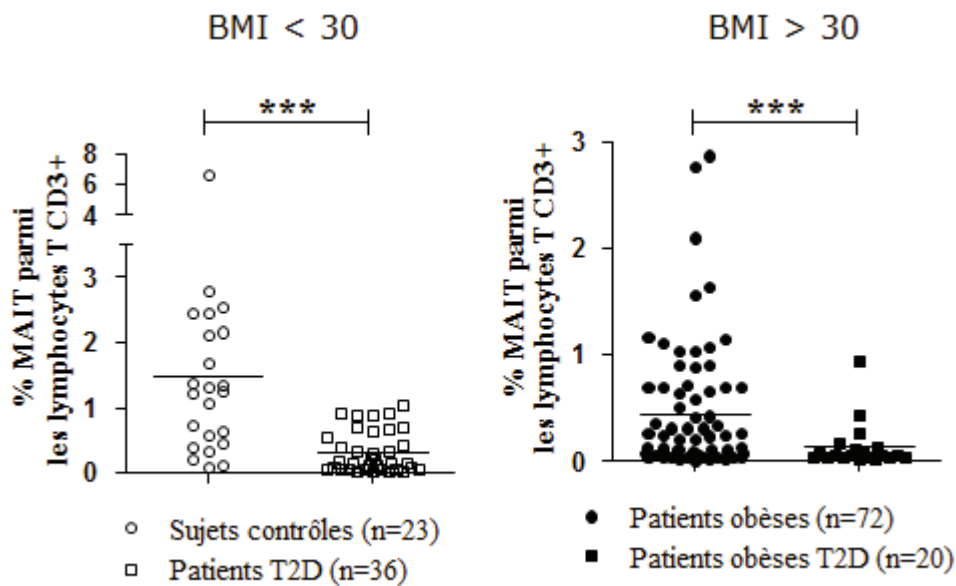 BMI < 30
BMI > 30
***
***
% MAIT parmi
les lymphocytes T CD3+
8
6
4
3
2
1
0
% MAIT parmi
les lymphocytes T CD3+
3
2
1
0
Sujets contrôles (n=23)
Patients T2D (n=36)
Patients obèses (n=72)
Patients obèses T2D (n=20)